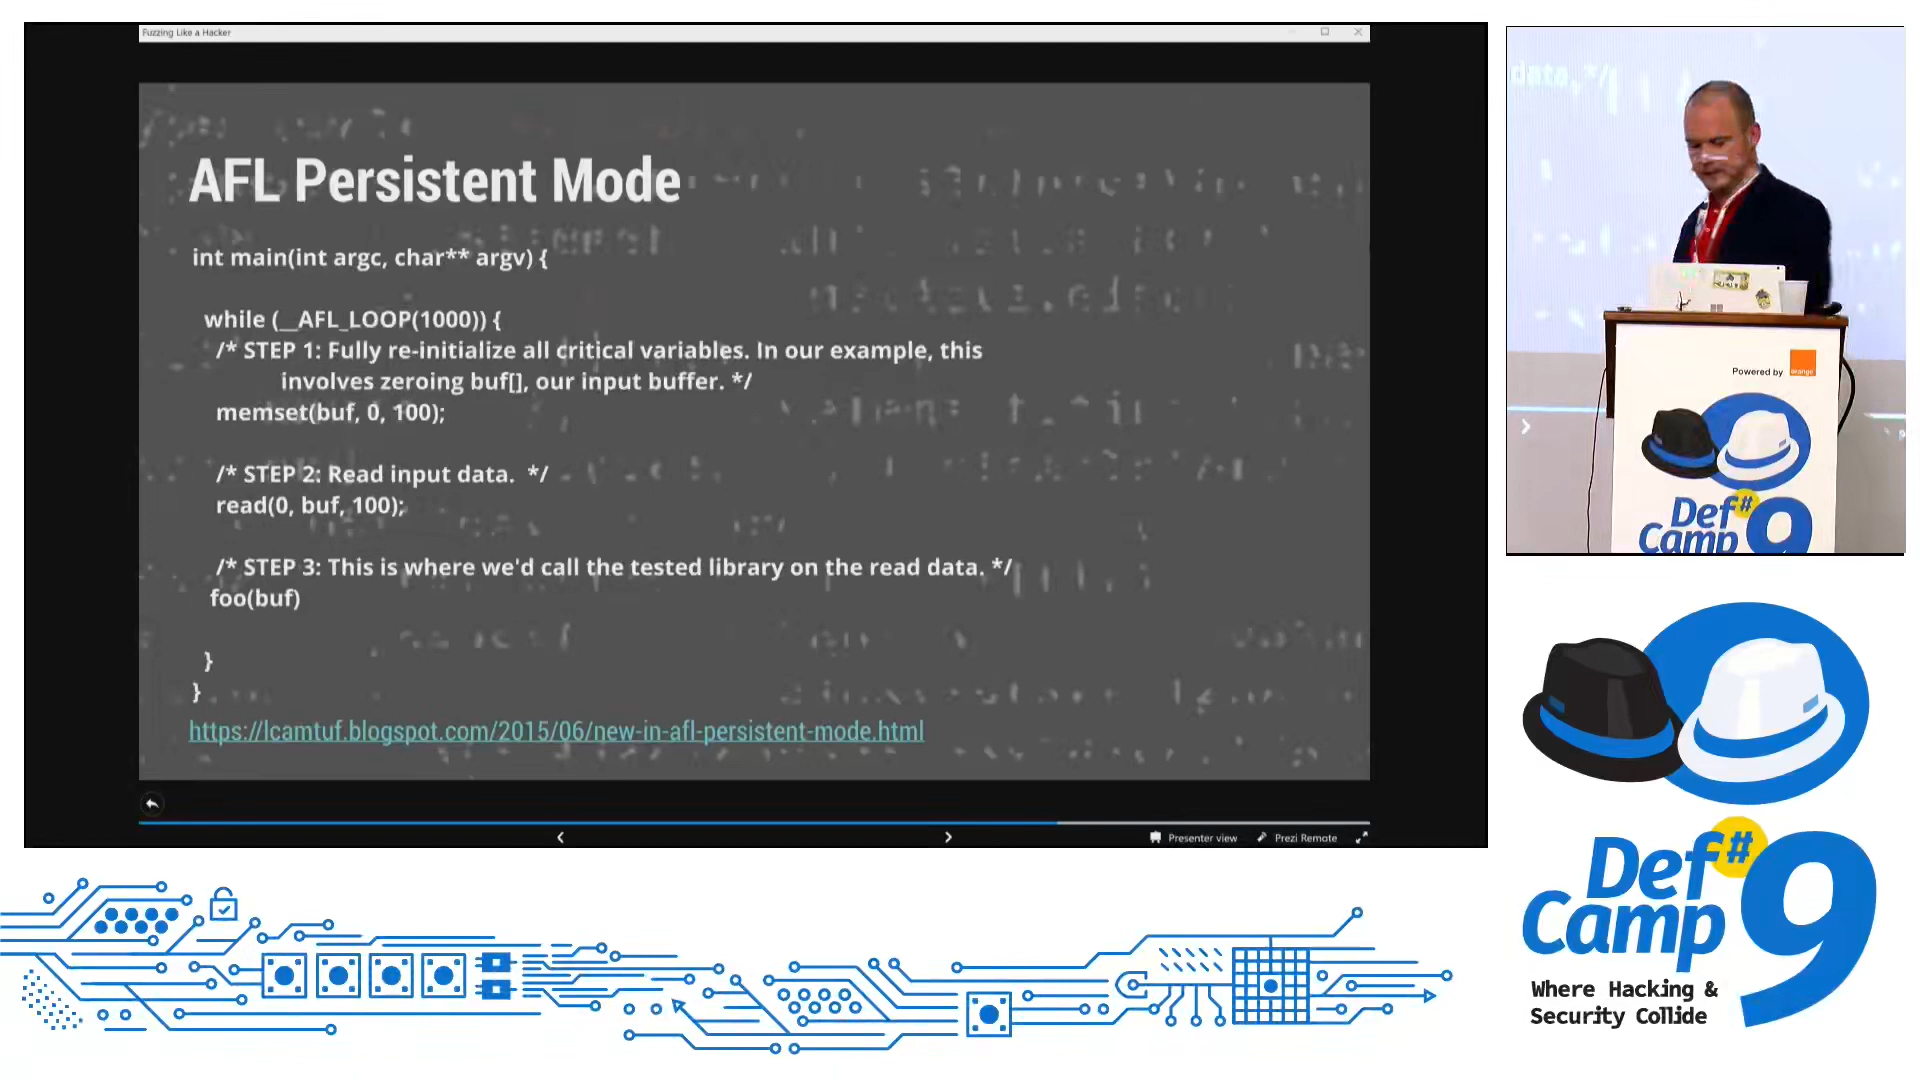 Fuzzing Like a Hacker
AFL Persistent Mode
int main(int argc, char** argv) {
while (__AFL_LOOP(1000)) {
/* STEP 1: Fully re-initialize all critical variables. In our example, this
involves zeroing buf[], our input buffer. */
memset(buf, 0, 100);
/* STEP 2: Read input data.  */
read(0, buf, 100);
/* STEP 3: This is where we'd call the tested library on the read data. */
foo(buf)
}
}
https://lcamtuf.blogspot.com/2015/06/new-in-afl-persistent-mode.html
Presenter view
Prezi Remote
data, */
Powered by
orange
Def#
Camp 9
Def#
Camp 9
Where Hacking &
Security Collide